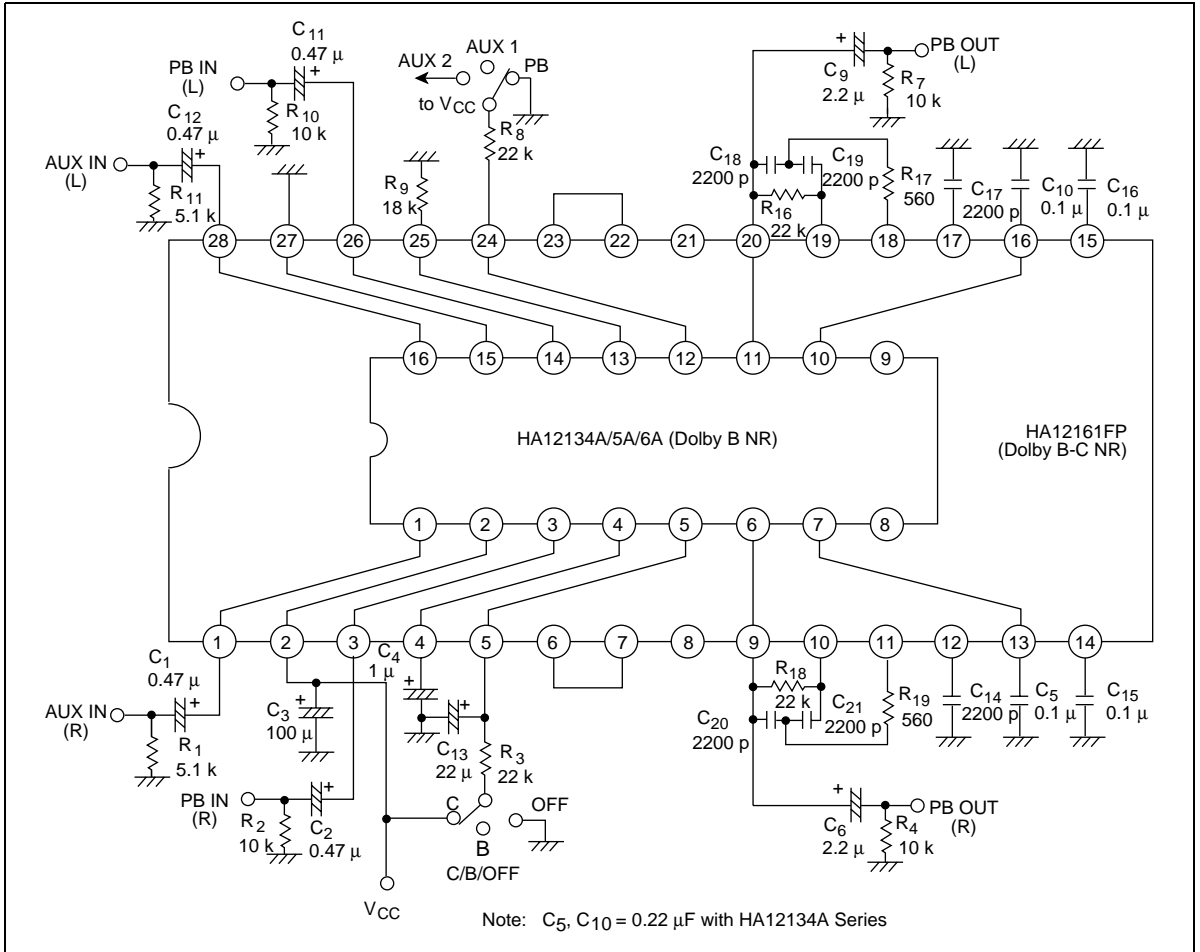 C11
0.47 µ
PB IN
(L)
R10
10 k
C12
0.47 µ
AUX IN
(L)
R11
5.1 k
AUX 1
AUX 2
PB
to VCC
R8
22 k
R9
18 k
PB OUT
(L)
C9
2.2 µ
R7
10 k
C18
2200 p
C19
2200 p
R16
22 k
R17
560
C17
2200 p
C10
0.1 µ
C16
0.1 µ
28 27 26 25 24 23 22 21 20 19 18 17 16 15
16 15 14 13 12 11 10 9
HA12134A/5A/6A (Dolby B NR)
HA12161FP
(Dolby B-C NR)
1 2 3 4 5 6 7 8
1 2 3 4 5 6 7 8 9 10 11 12 13 14
C1
0.47 µ
AUX IN
(R)
R1
5.1 k
C3
100 µ
C4
1 µ
C13
22 µ
R3
22 k
PB IN
(R)
R2
10 k
C2
0.47 µ
C
B
OFF
C/B/OFF
VCC
R18
22 k
C20
2200 p
C21
2200 p
R19
560
C14
2200 p
C5
0.1 µ
C15
0.1 µ
C6
2.2 µ
R4
10 k
PB OUT
(R)
Note: C5, C10 = 0.22 µF with HA12134A Series